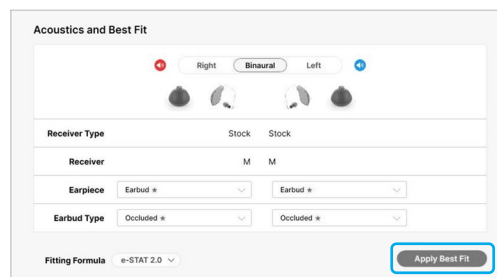 Acoustics and Best Fit
Right Binaural Left
Receiver Type Stock Stock
Receiver M M
Earpiece Earbud ★ Earbud ★
Earbud Type Occluded ★ Occluded ★
Fitting Formula e-STAT 2.0 Apply Best Fit